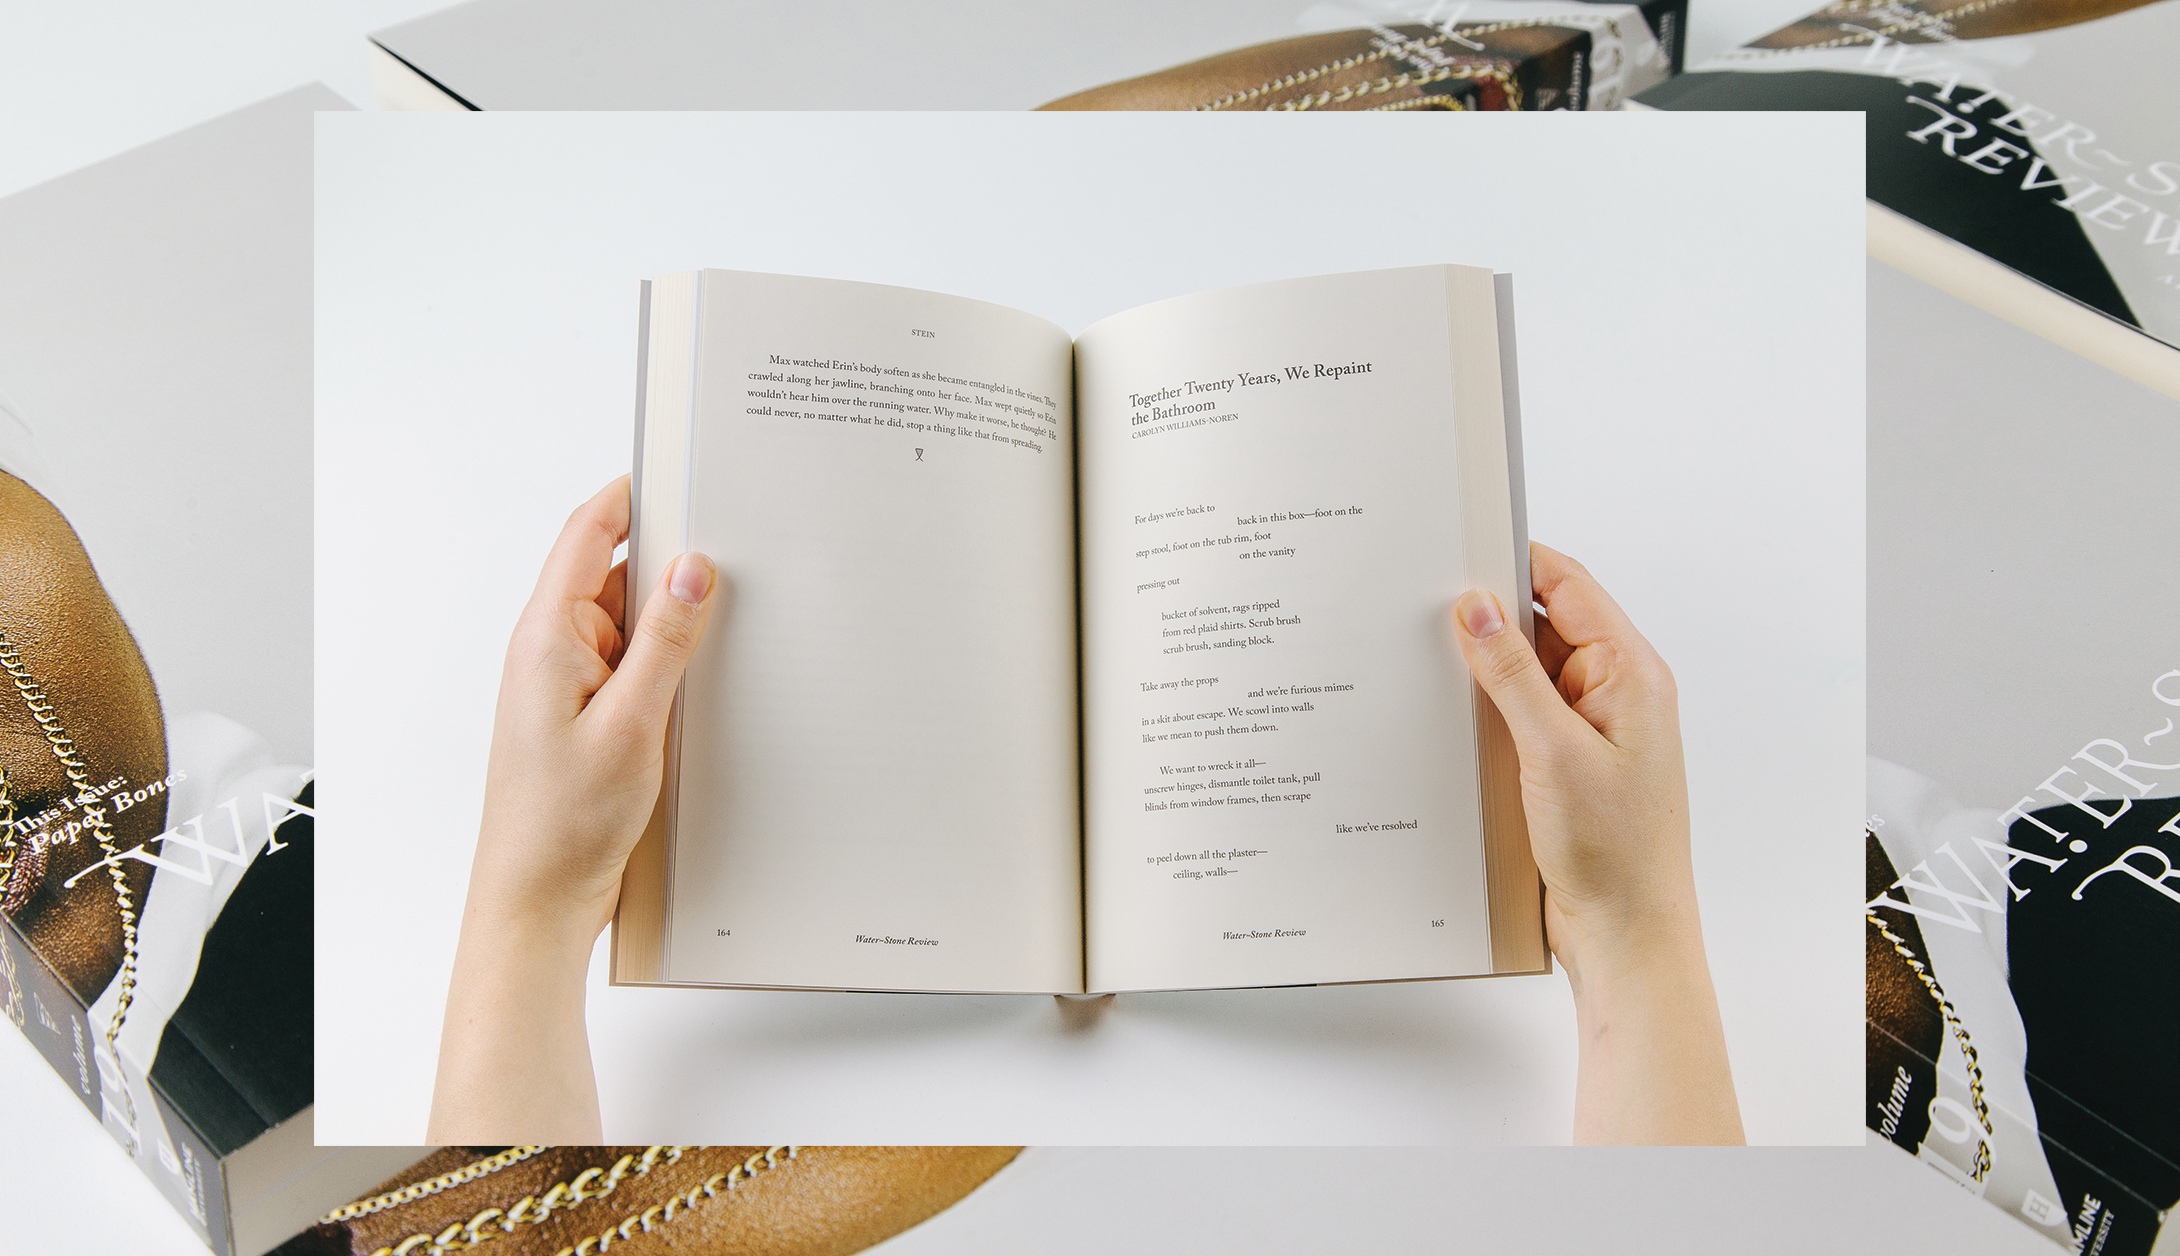 STEIN
Max watched Erin's body soften as she became entangled in the vines. They
crawled along her jawline, branching onto her face. Max wept quietly so Erin
wouldn't hear him over the running water. Why make it worse, he thought? He
could never, no matter what he did, stop a thing like that from spreading.
164
Water~Stone Review
Together Twenty Years, We Repaint
the Bathroom
CAROLYN WILLIAMS-NOREN
For days we're back to
back in this box—foot on the
step stool, foot on the tub rim, foot
on the vanity
pressing out
bucket of solvent, rags ripped
from red plaid shirts. Scrub brush
scrub brush, sanding block.
Take away the props
and we're furious mimes
in a skit about escape. We scowl into walls
like we mean to push them down.
We want to wreck it all—
unscrew hinges, dismantle toilet tank, pull
blinds from window frames, then scrape
like we've resolved
to peel down all the plaster—
ceiling, walls—
Water~Stone Review
165
This Issue:
Paper Bones
WA
volume
19
HAMLINE
UNIVERSITY
WATER~S
REVIEW
WATER~S
RE
volume
19
MLINE
ERSITY
volume